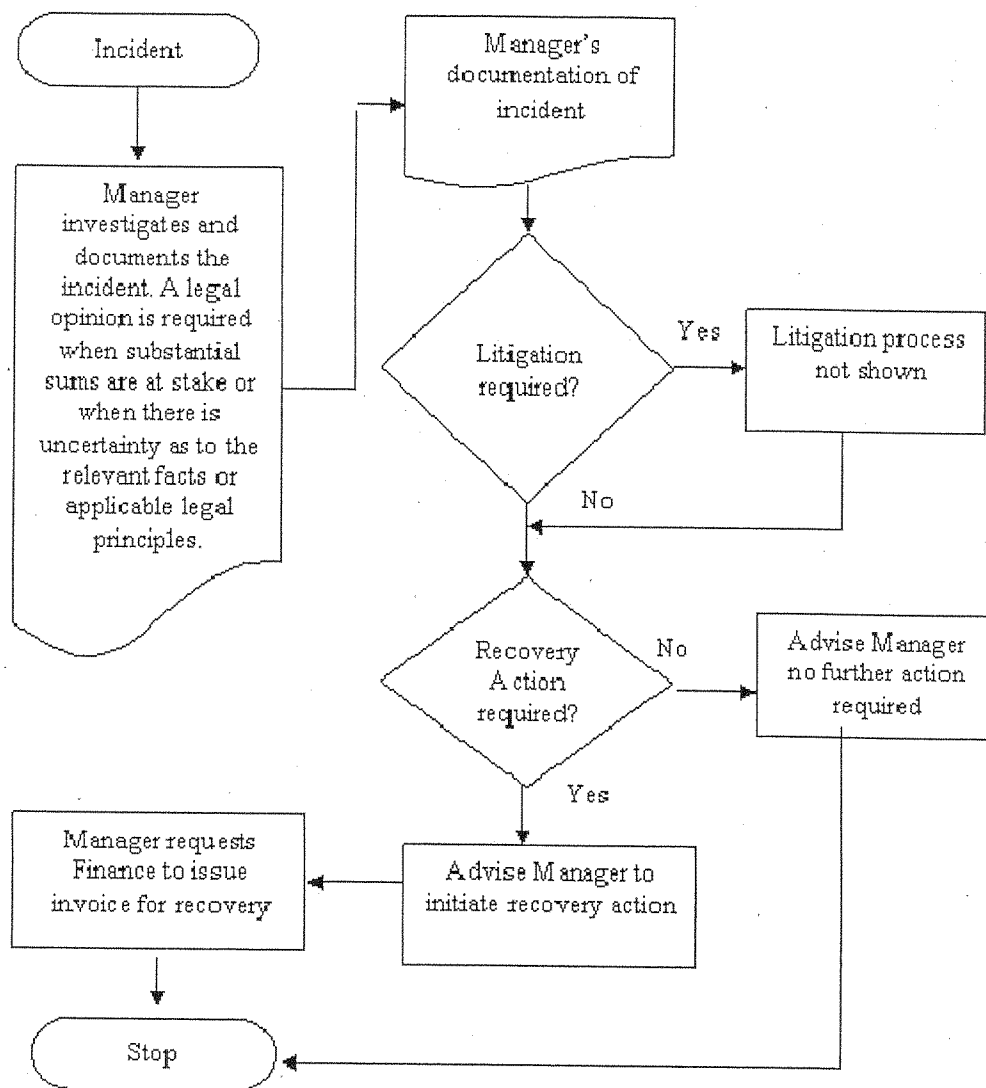 Incident
Manager
investigates and
documents the
incident. A legal
opinion is required
when substantial
sums are at stake or
when there is
uncertainty as to the
relevant facts or
applicable legal
principles.
Manager's
documentation of
incident
Litigation
required?
Yes
Litigation process
not shown
No
Recovery
Action
required?
No
Advise Manager
no further action
required
Yes
Advise Manager to
initiate recovery action
Manager requests
Finance to issue
invoice for recovery
Stop